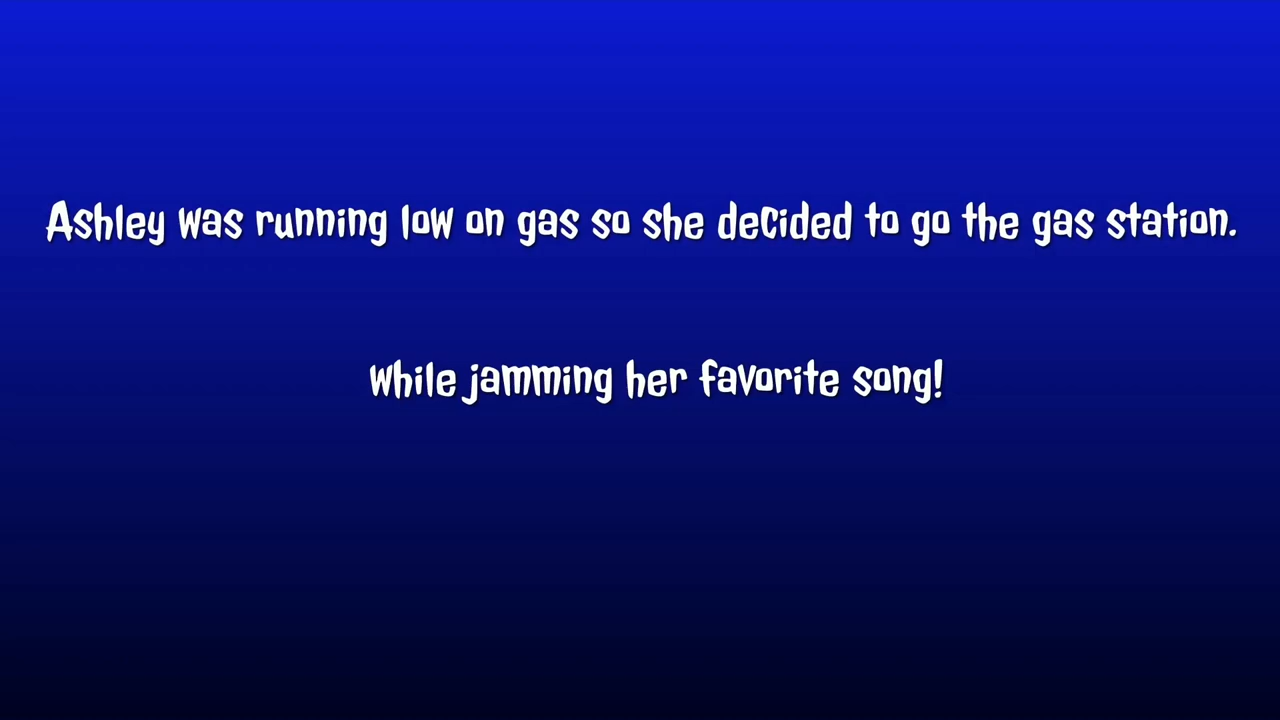 Ashley was running low on gas so she decided to go the gas station.
while jamming her favorite song!